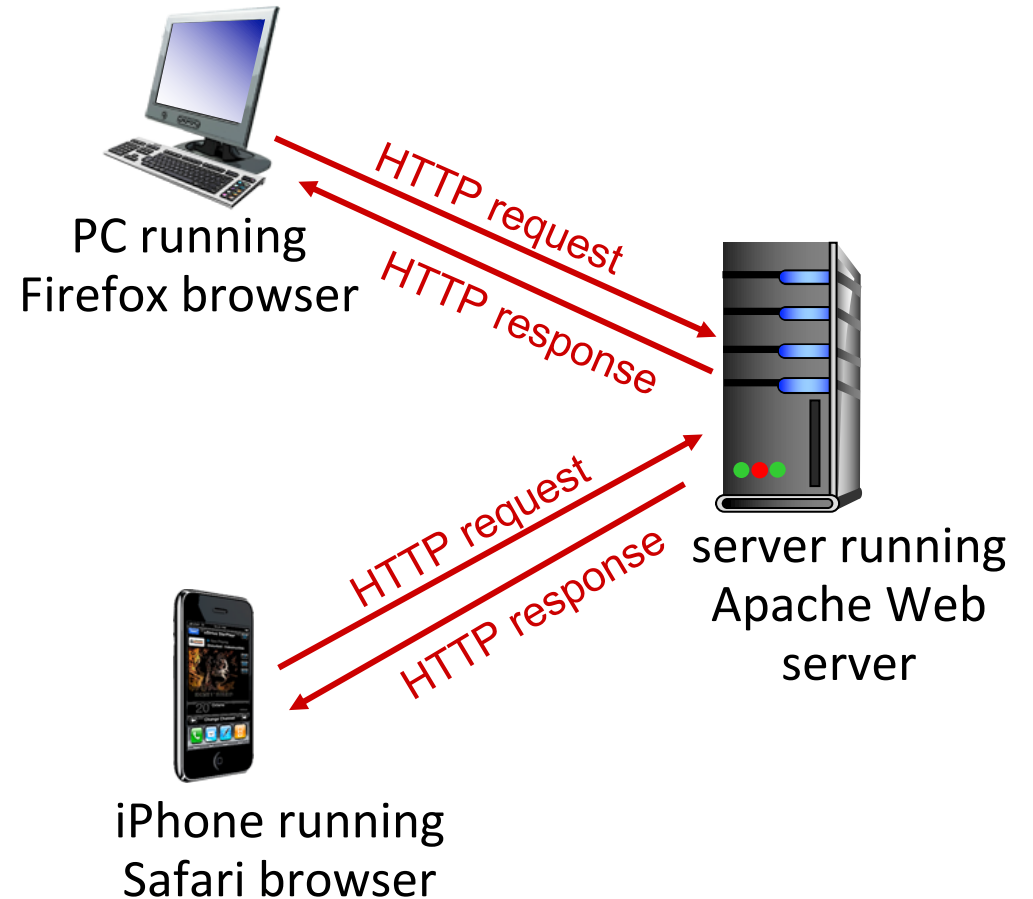 HTTP request
HTTP response
PC running
Firefox browser
HTTP request
HTTP response
server running
Apache Web
server
iPhone running
Safari browser